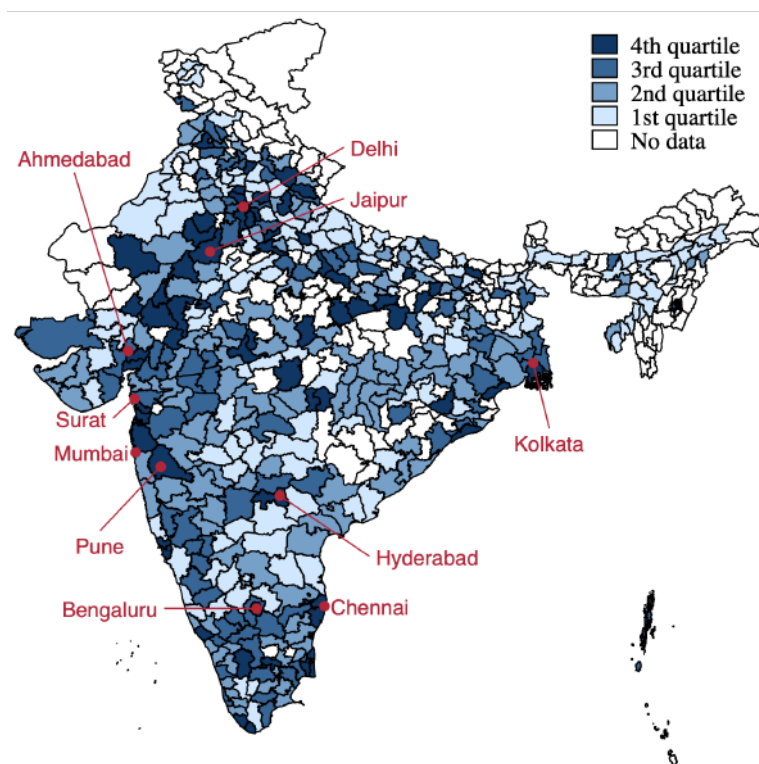 4th quartile
3rd quartile
2nd quartile
1st quartile
No data
Delhi
Ahmedabad
Jaipur
Surat
Mumbai
Kolkata
Pune
Hyderabad
Bengaluru
Chennai